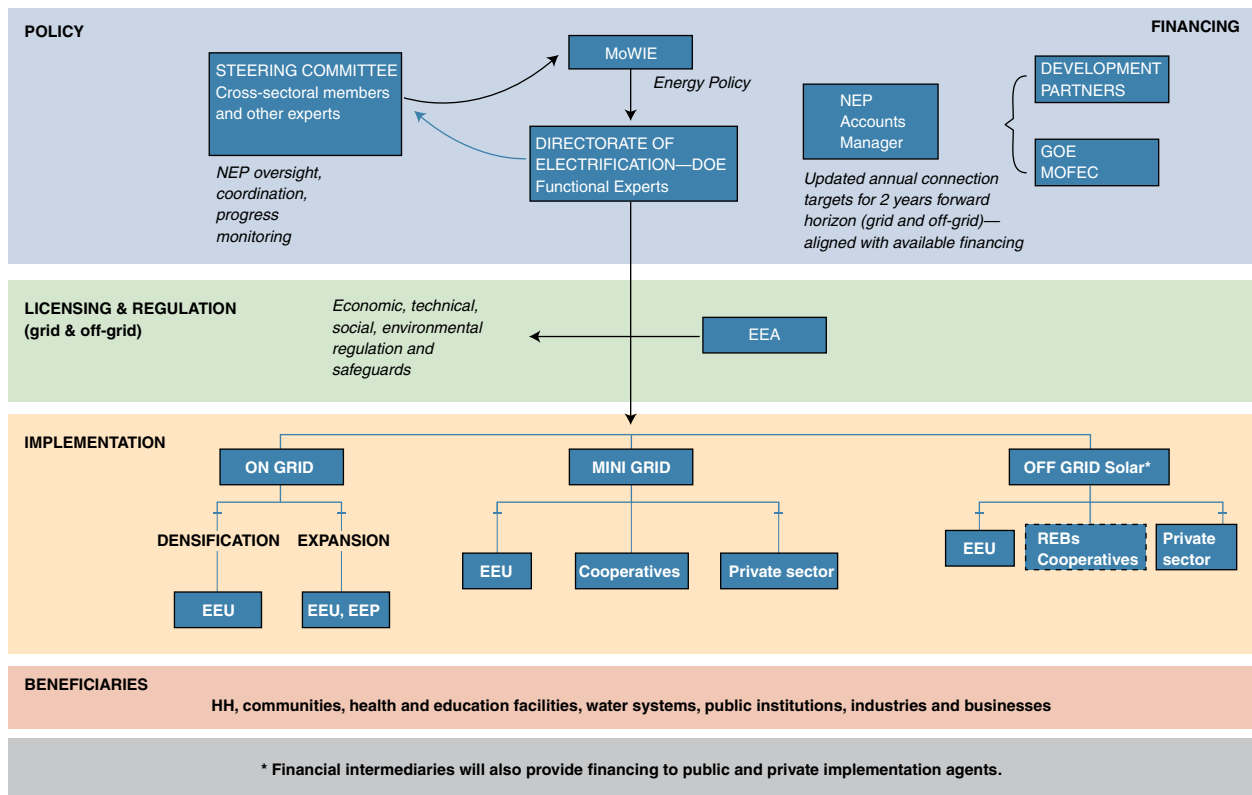 POLICY
FINANCING
STEERING COMMITTEE
Cross-sectoral members
and other experts
NEP oversight,
coordination,
progress
monitoring
MoWIE
Energy Policy
DIRECTORATE OF
ELECTRIFICATION—DOE
Functional Experts
NEP
Accounts
Manager
Updated annual connection
targets for 2 years forward
horizon (grid and off-grid)—
aligned with available financing
DEVELOPMENT
PARTNERS
GOE
MOFEC
LICENSING & REGULATION
(grid & off-grid)
Economic, technical,
social, environmental
regulation and
safeguards
EEA
IMPLEMENTATION
ON GRID
DENSIFICATION
EXPANSION
EEU
EEU, EEP
MINI GRID
EEU
Cooperatives
Private sector
OFF GRID Solar*
EEU
REBs
Cooperatives
Private
sector
BENEFICIARIES
HH, communities, health and education facilities, water systems, public institutions, industries and businesses
* Financial intermediaries will also provide financing to public and private implementation agents.